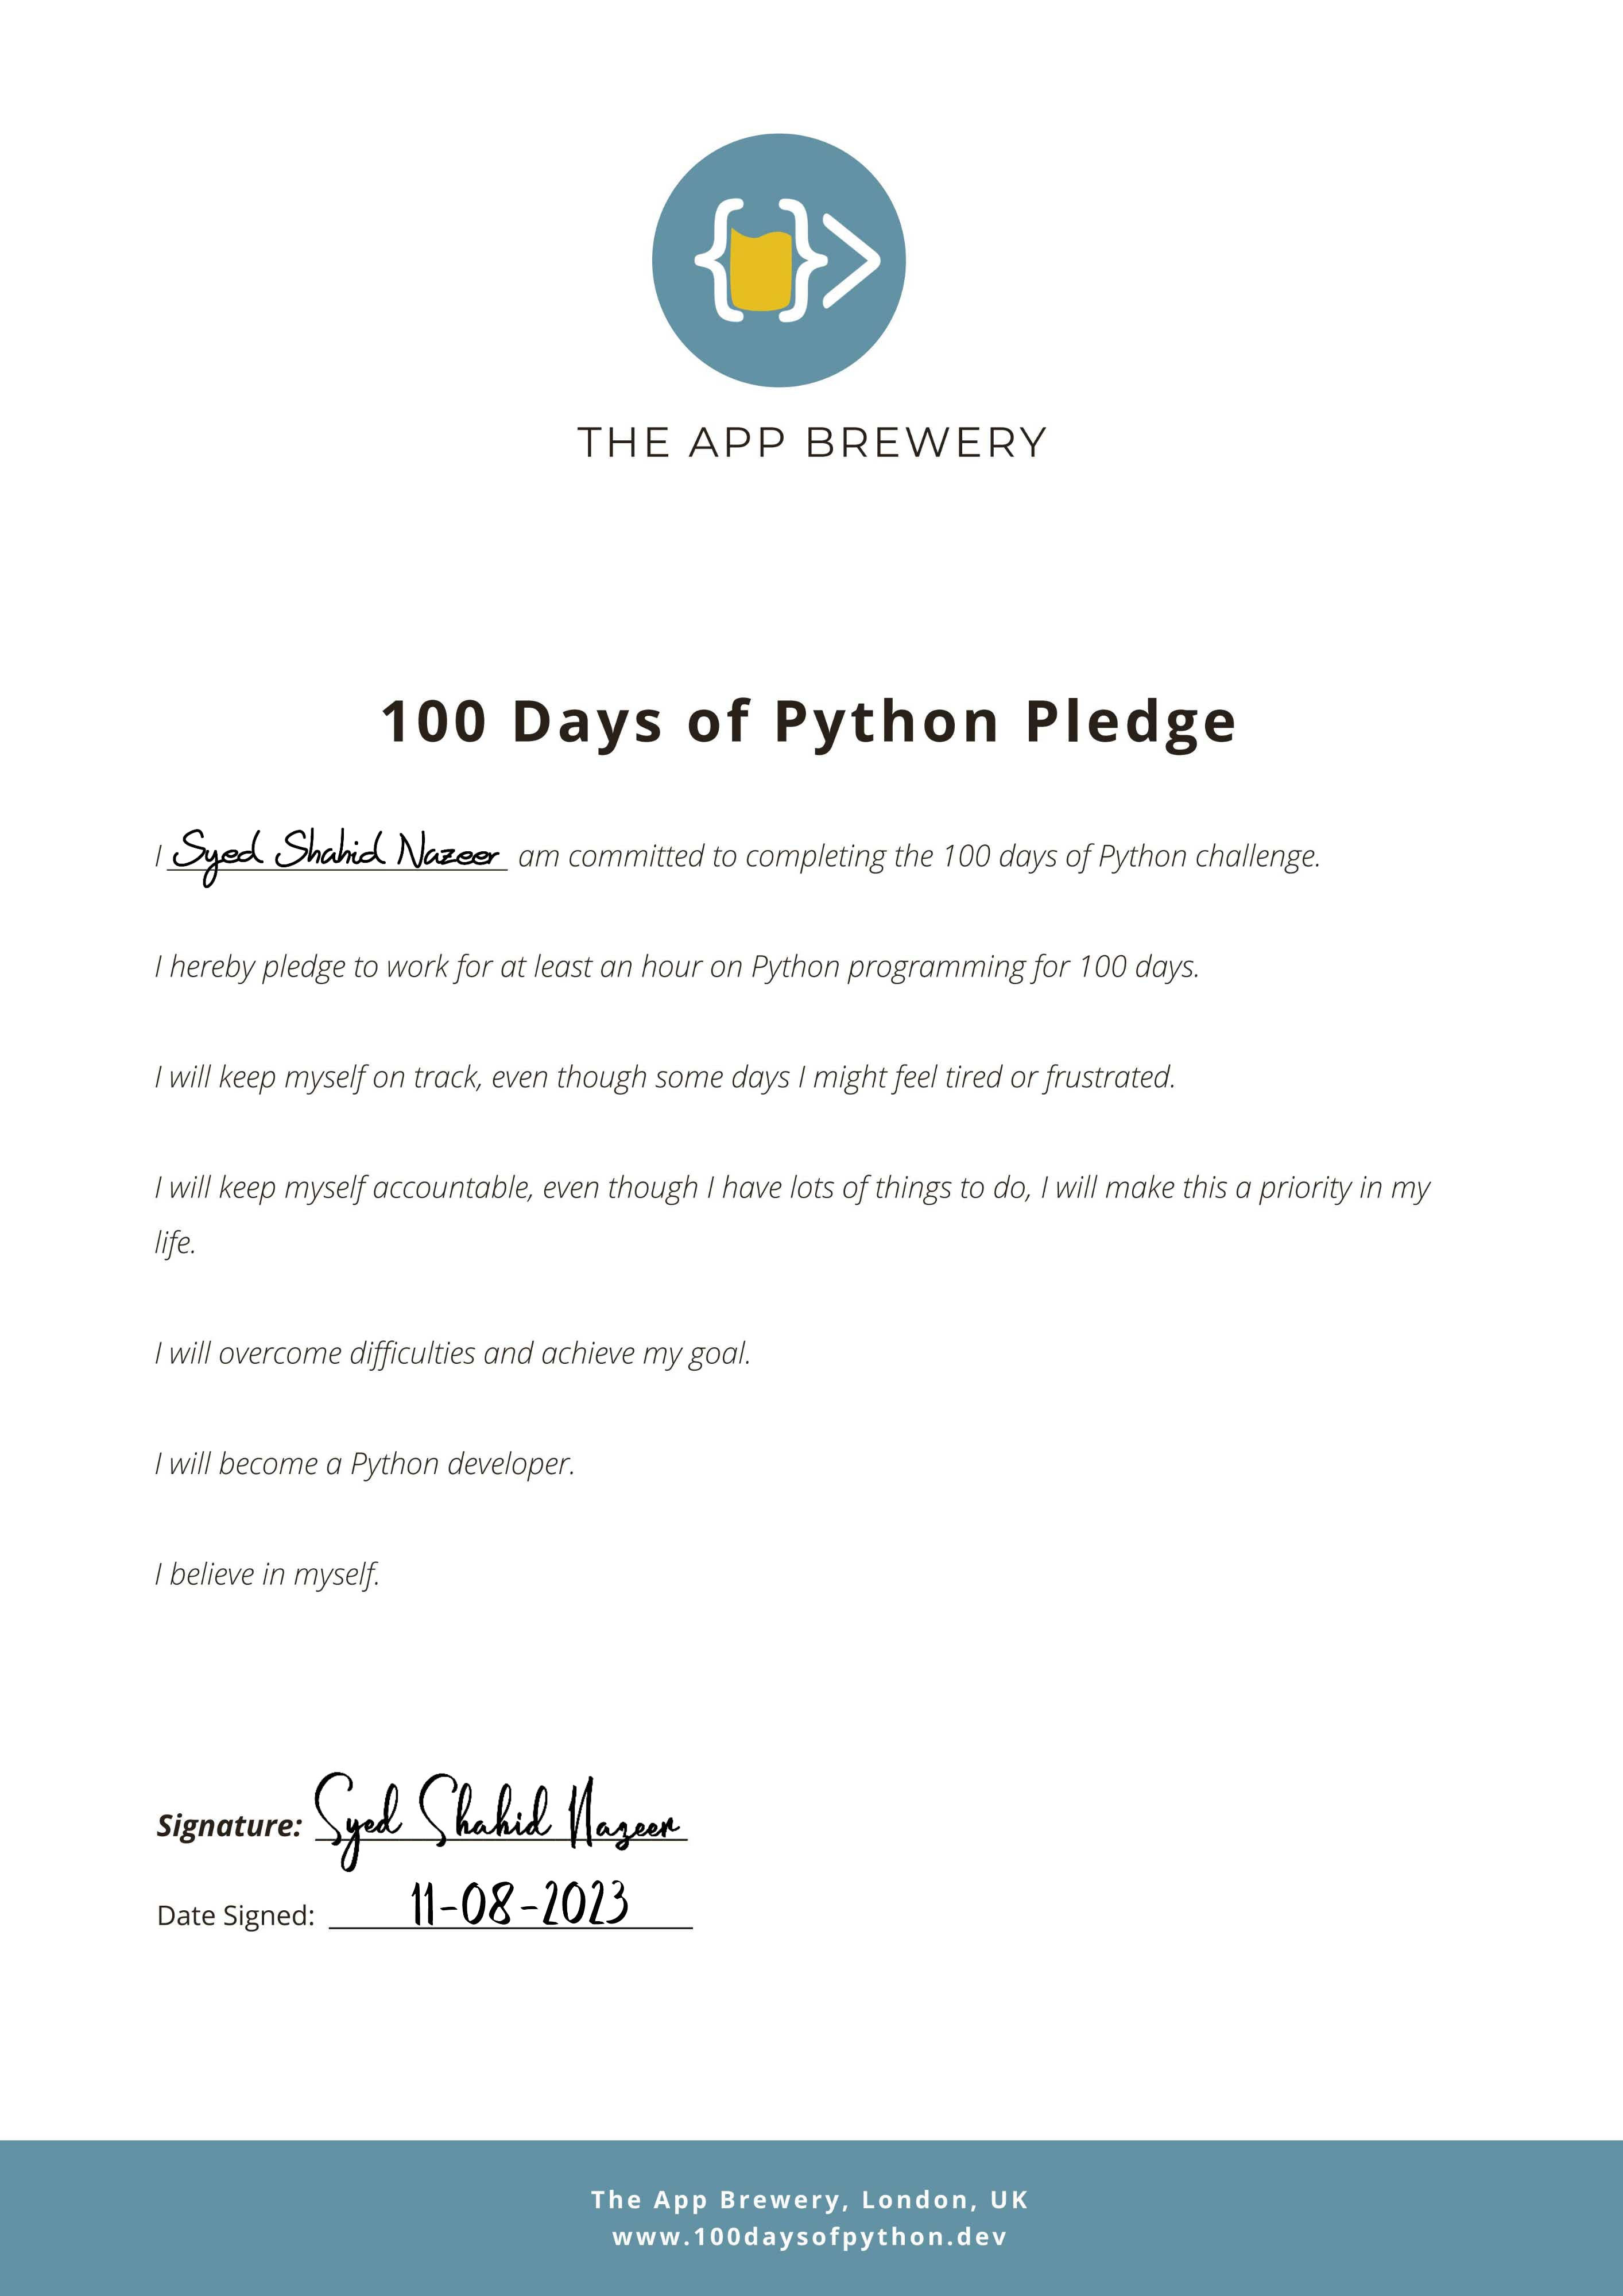 THE APP BREWERY
100 Days of Python Pledge
I Syed Shahid Nazeer am committed to completing the 100 days of Python challenge.
I hereby pledge to work for at least an hour on Python programming for 100 days.
I will keep myself on track, even though some days I might feel tired or frustrated.
I will keep myself accountable, even though I have lots of things to do, I will make this a priority in my
life.
I will overcome difficulties and achieve my goal.
I will become a Python developer.
I believe in myself.
Signature: Syed Shahid Nazeer
Date Signed: 11-08-2023
The App Brewery, London, UK
www.100daysofpython.dev